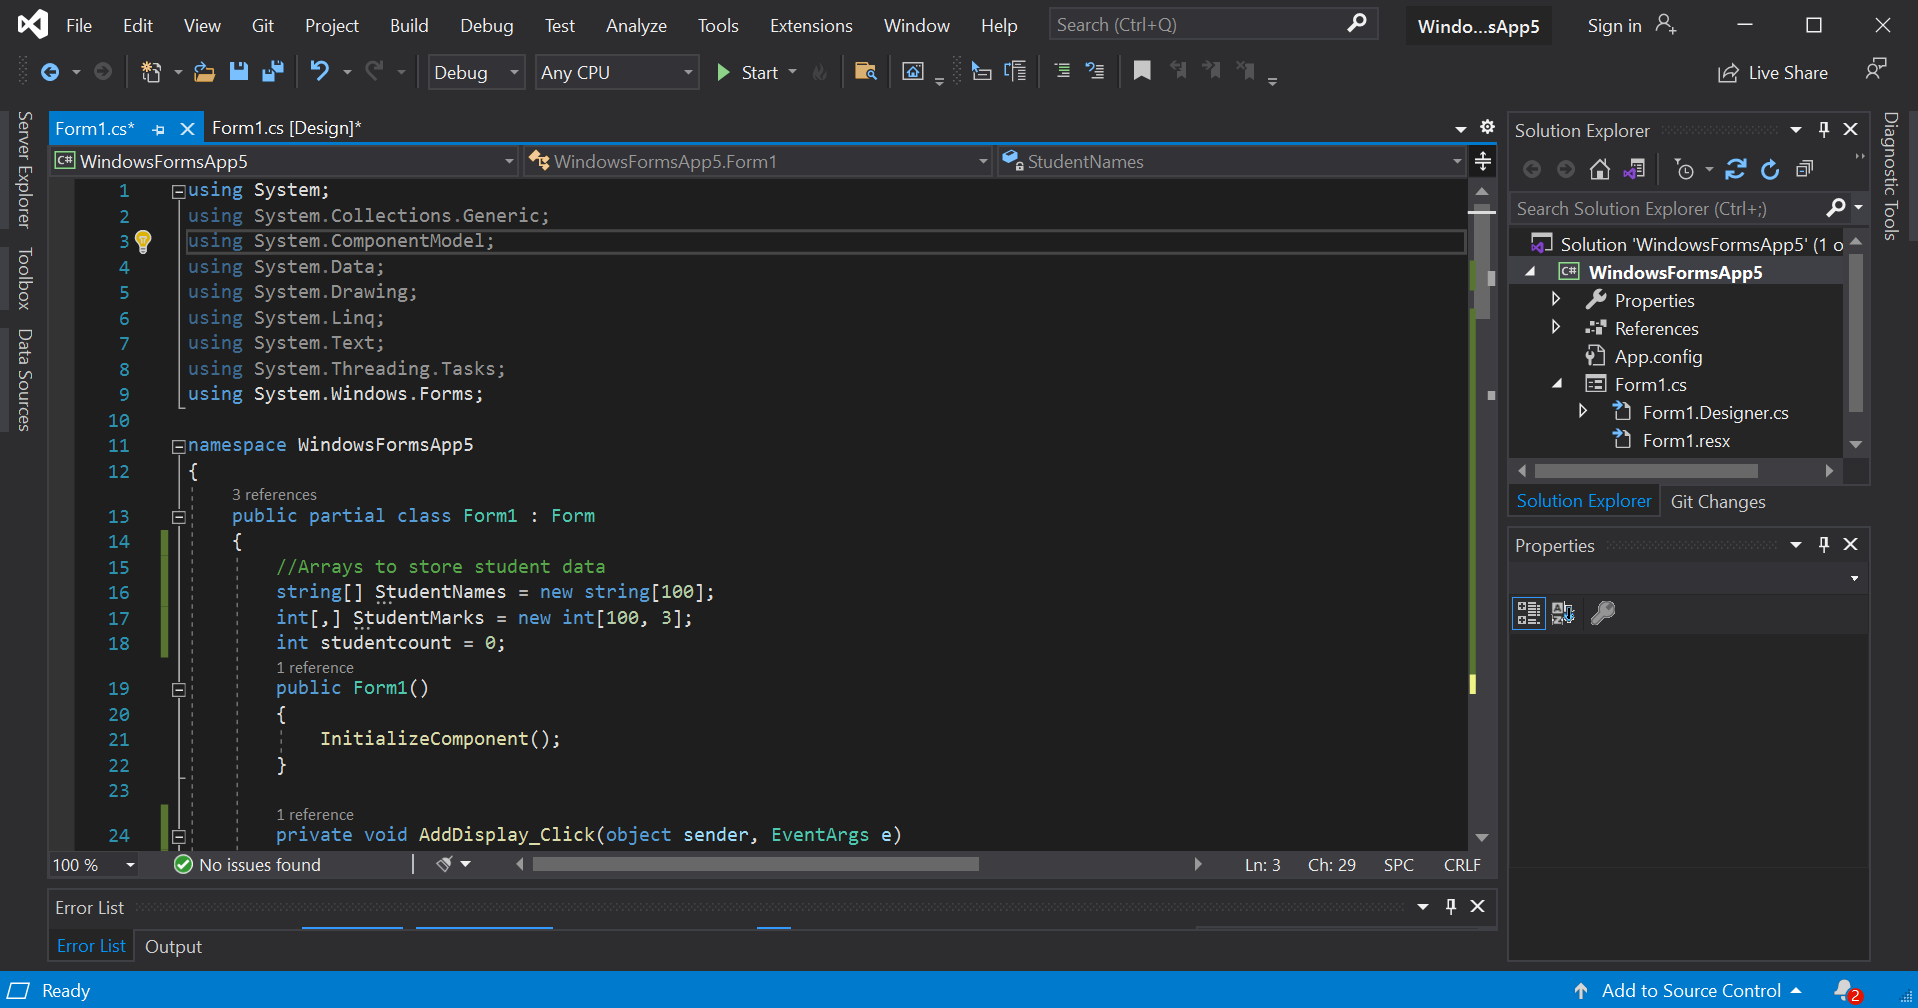 File Edit View Git Project Build Debug Test Analyze Tools Extensions Window Help Search (Ctrl+Q) Windo...sApp5 Sign in
Debug Any CPU Start Live Share
Server Explorer
Toolbox
Data Sources
Form1.cs* Form1.cs [Design]*
C# WindowsFormsApp5 WindowsFormsApp5.Form1 StudentNames
1 using System;
2 using System.Collections.Generic;
3 using System.ComponentModel;
4 using System.Data;
5 using System.Drawing;
6 using System.Linq;
7 using System.Text;
8 using System.Threading.Tasks;
9 using System.Windows.Forms;
10
11 namespace WindowsFormsApp5
12 {
3 references
13 public partial class Form1 : Form
14 {
15 //Arrays to store student data
16 string[] StudentNames = new string[100];
17 int[,] StudentMarks = new int[100, 3];
18 int studentcount = 0;
1 reference
19 public Form1()
20 {
21 InitializeComponent();
22 }
23
1 reference
24 private void AddDisplay_Click(object sender, EventArgs e)
100 % No issues found Ln: 3 Ch: 29 SPC CRLF
Error List
Error List Output
Solution Explorer
Search Solution Explorer (Ctrl+;)
Solution 'WindowsFormsApp5' (1 o
C# WindowsFormsApp5
Properties
References
App.config
Form1.cs
Form1.Designer.cs
Form1.resx
Solution Explorer Git Changes
Properties
Diagnostic Tools
Ready Add to Source Control 2